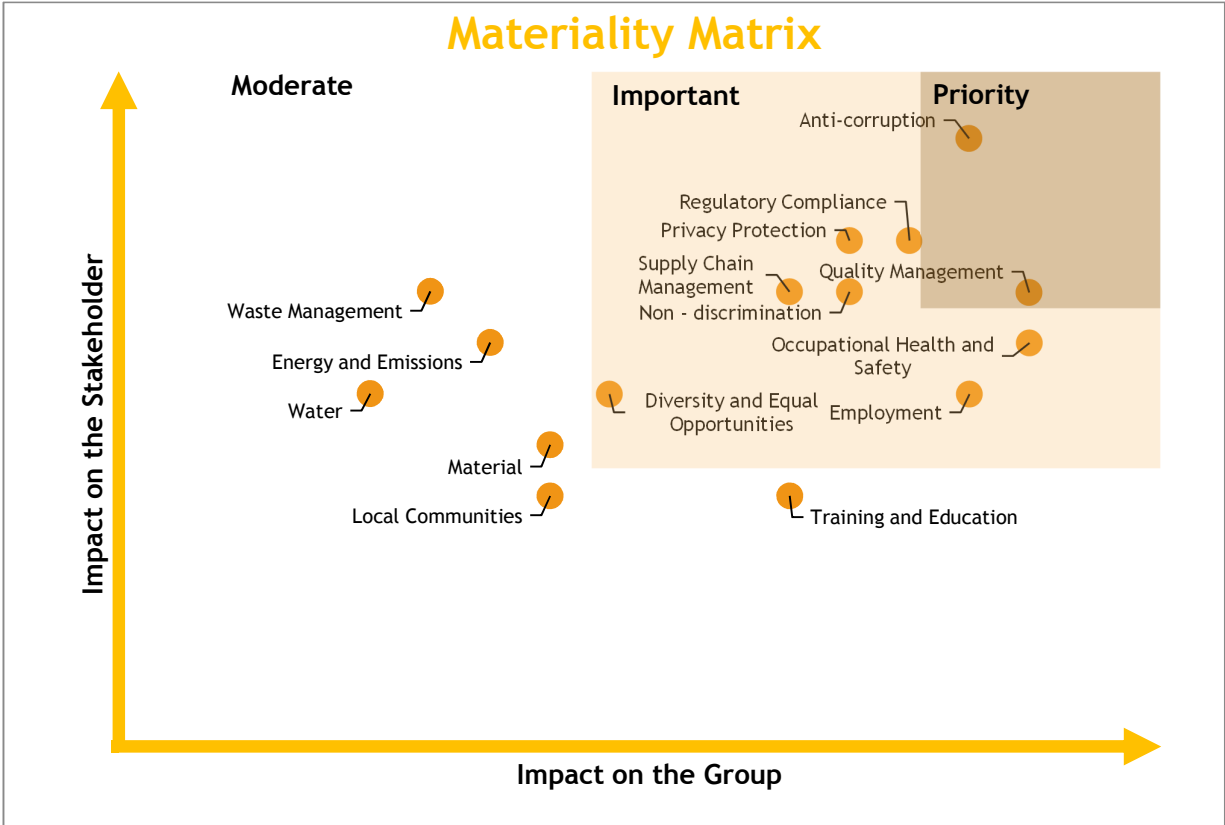 Materiality Matrix
Moderate
Important
Priority
Anti-corruption
Regulatory Compliance
Privacy Protection
Supply Chain
Management
Quality Management
Non - discrimination
Waste Management
Energy and Emissions
Occupational Health and
Safety
Water
Diversity and Equal
Opportunities
Employment
Material
Local Communities
Training and Education
Impact on the Stakeholder
Impact on the Group